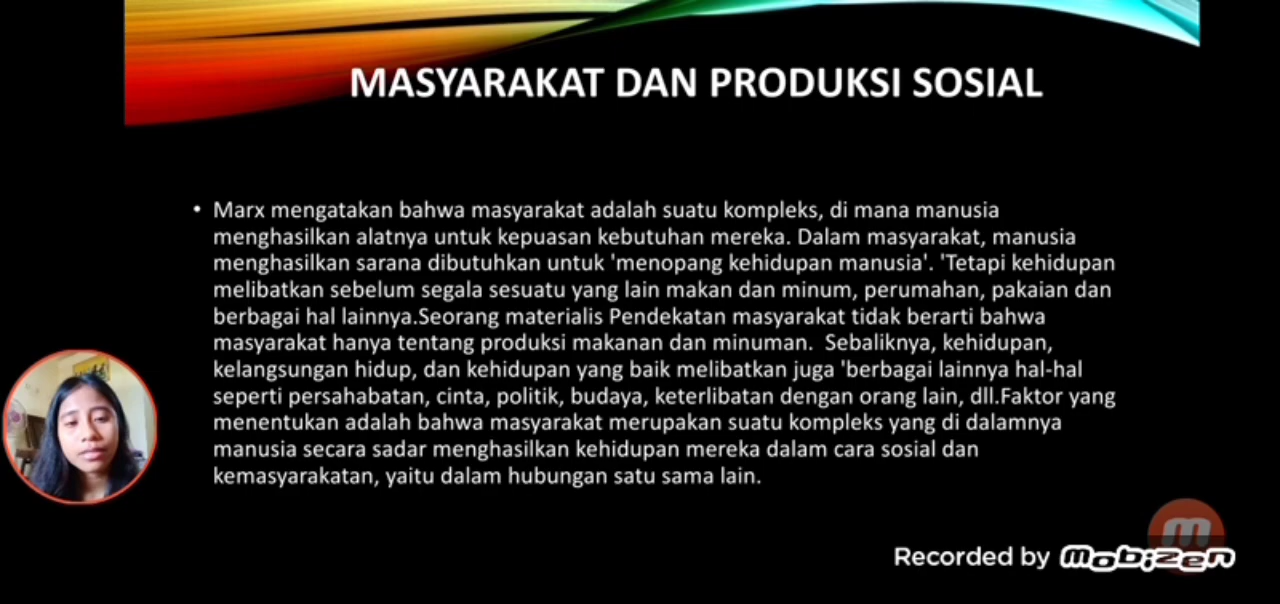 MASYARAKAT DAN PRODUKSI SOSIAL
• Marx mengatakan bahwa masyarakat adalah suatu kompleks, di mana manusia
menghasilkan alatnya untuk kepuasan kebutuhan mereka. Dalam masyarakat, manusia
menghasilkan sarana dibutuhkan untuk 'menopang kehidupan manusia'. 'Tetapi kehidupan
melibatkan sebelum segala sesuatu yang lain makan dan minum, perumahan, pakaian dan
berbagai hal lainnya.Seorang materialis Pendekatan masyarakat tidak berarti bahwa
masyarakat hanya tentang produksi makanan dan minuman.  Sebaliknya, kehidupan,
kelangsungan hidup, dan kehidupan yang baik melibatkan juga 'berbagai lainnya hal-hal
seperti persahabatan, cinta, politik, budaya, keterlibatan dengan orang lain, dll.Faktor yang
menentukan adalah bahwa masyarakat merupakan suatu kompleks yang di dalamnya
manusia secara sadar menghasilkan kehidupan mereka dalam cara sosial dan
kemasyarakatan, yaitu dalam hubungan satu sama lain.
m
Recorded by mobizen